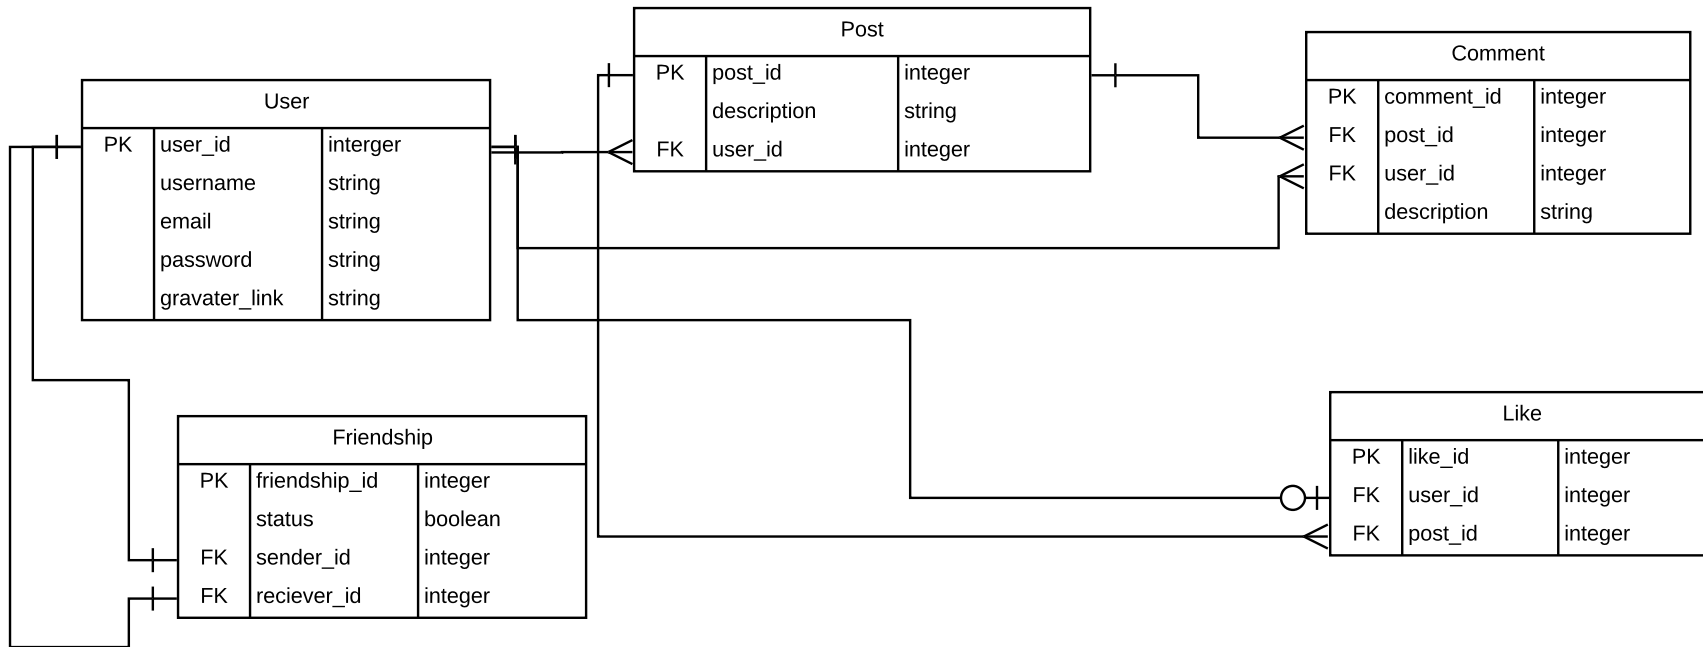 User
PK user_id interger
username string
email string
password string
gravater_link string
Post
PK post_id integer
description string
FK user_id integer
Comment
PK comment_id integer
FK post_id integer
FK user_id integer
description string
Friendship
PK friendship_id integer
status boolean
FK sender_id integer
FK reciever_id integer
Like
PK like_id integer
FK user_id integer
FK post_id integer